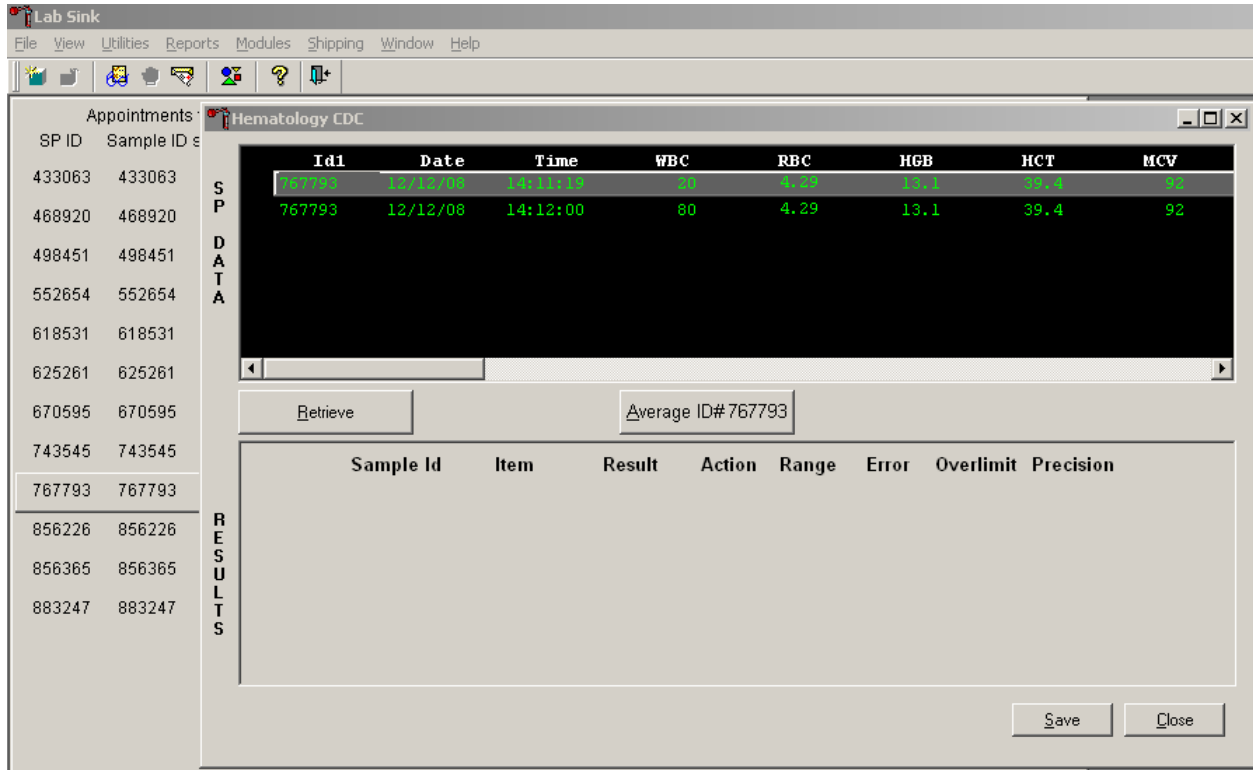 Lab Sink
File View Utilities Reports Modules Shipping Window Help
Appointments
SP ID Sample ID s
433063 433063
468920 468920
498451 498451
552654 552654
618531 618531
625261 625261
670595 670595
743545 743545
767793 767793
856226 856226
856365 856365
883247 883247
Hematology CDC
SP DATA
Id1 Date Time WBC RBC HGB HCT MCV
767793 12/12/08 14:11:19 20 4.29 13.1 39.4 92
767793 12/12/08 14:12:00 80 4.29 13.1 39.4 92
Retrieve Average ID# 767793
RESULTS
Sample Id Item Result Action Range Error Overlimit Precision
Save Close